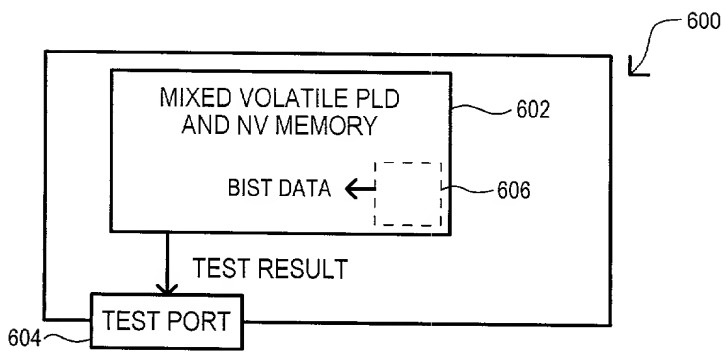 600
MIXED VOLATILE PLD
AND NV MEMORY
602
BIST DATA
606
TEST RESULT
TEST PORT
604